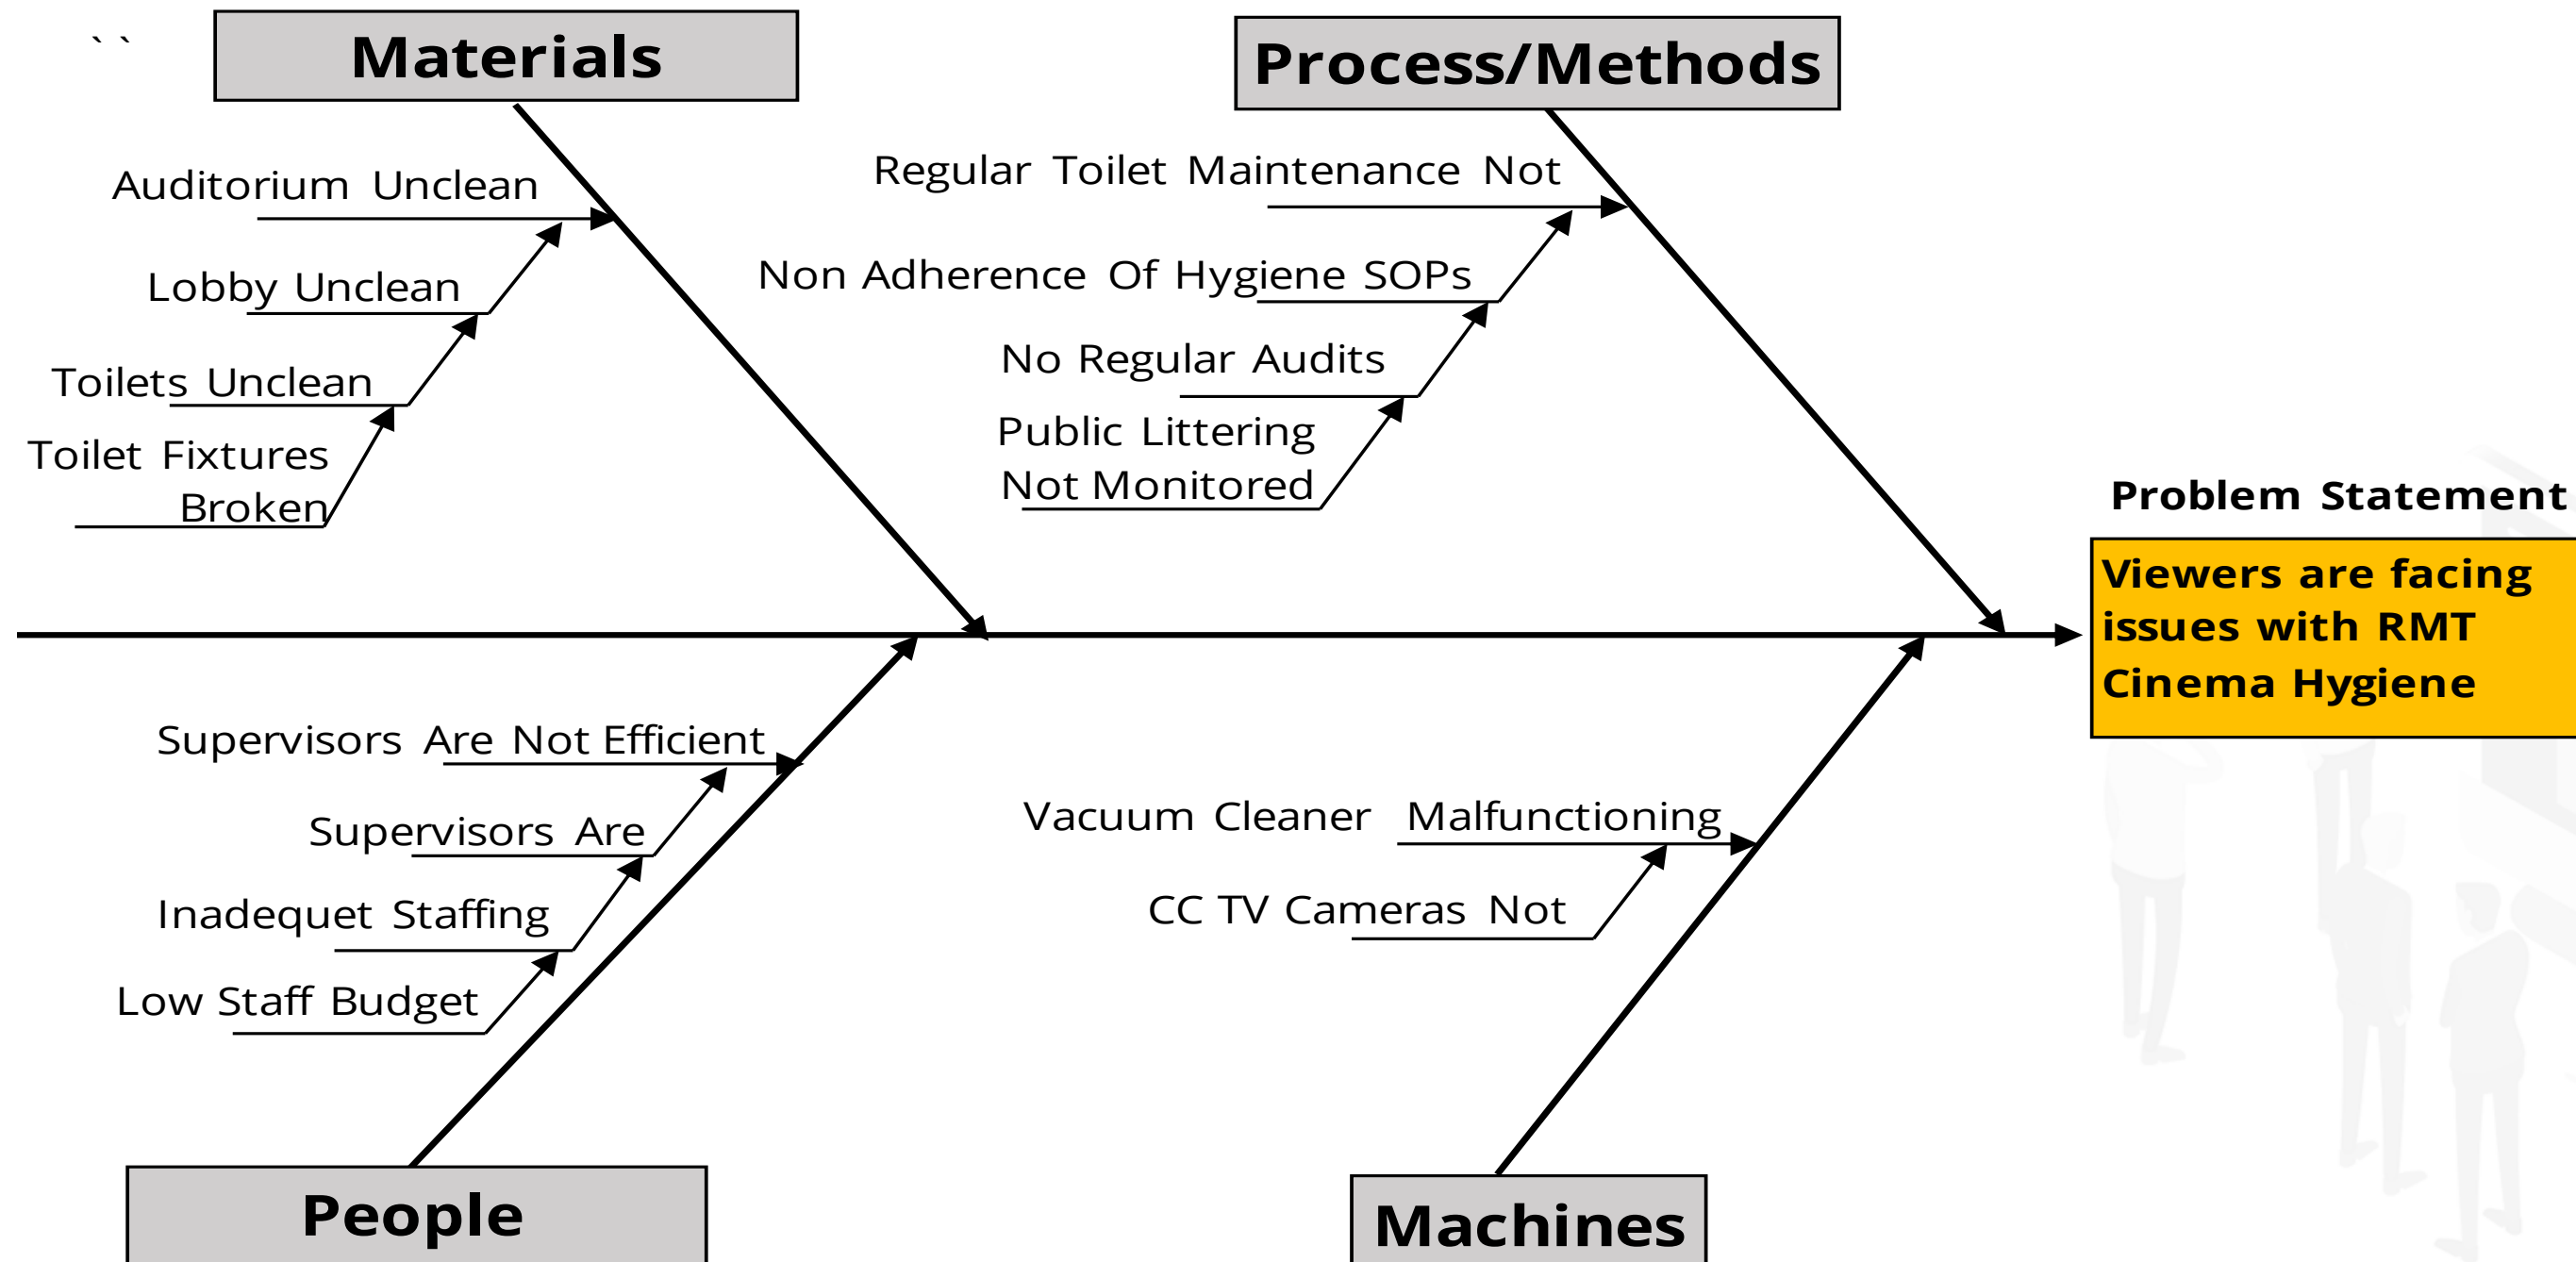 ` `
Materials
Process/Methods
Auditorium Unclean
Lobby Unclean
Toilets Unclean
Toilet Fixtures
Broken
Regular Toilet Maintenance Not
Non Adherence Of Hygiene SOPs
No Regular Audits
Public Littering
Not Monitored
Problem Statement
Viewers are facing
issues with RMT
Cinema Hygiene
Supervisors Are Not Efficient
Supervisors Are
Inadequet Staffing
Low Staff Budget
Vacuum Cleaner Malfunctioning
CC TV Cameras Not
People
Machines